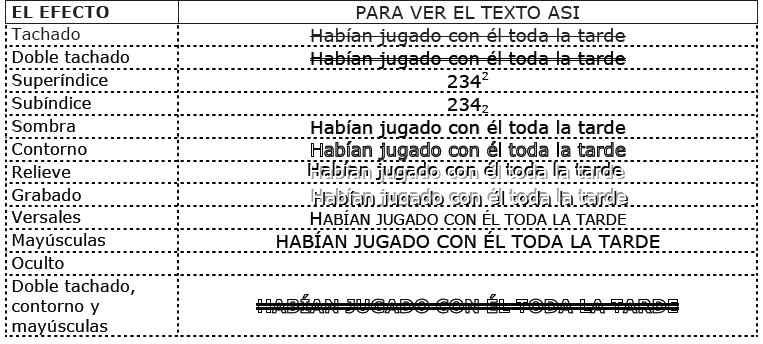 EL EFECTO PARA VER EL TEXTO ASI
Tachado Habían jugado con él toda la tarde
Doble tachado Habían jugado con él toda la tarde
Superíndice 234²
Subíndice 234₂
Sombra Habían jugado con él toda la tarde
Contorno Habían jugado con él toda la tarde
Relieve Habían jugado con él toda la tarde
Grabado Habían jugado con él toda la tarde
Versales HABÍAN JUGADO CON ÉL TODA LA TARDE
Mayúsculas HABÍAN JUGADO CON ÉL TODA LA TARDE
Oculto
Doble tachado,
contorno y HABÍAN JUGADO CON ÉL TODA LA TARDE
mayúsculas